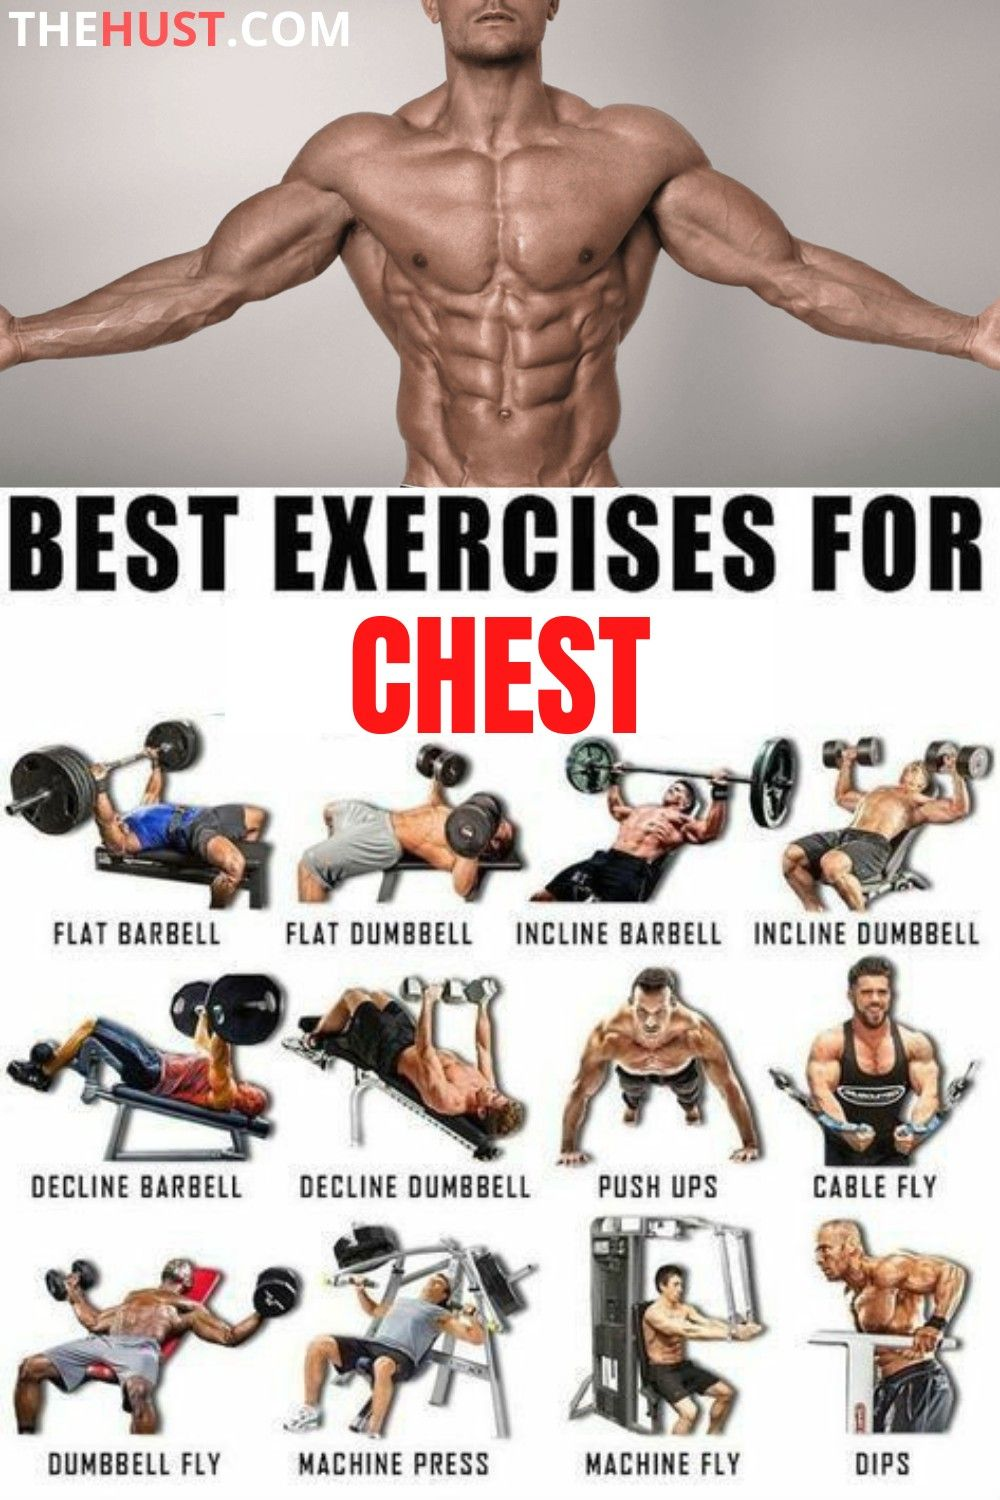 THEHUST.COM
BEST EXERCISES FOR
CHEST
FLAT BARBELL
FLAT DUMBBELL
INCLINE BARBELL
INCLINE DUMBBELL
DECLINE BARBELL
DECLINE DUMBBELL
PUSH UPS
CABLE FLY
DUMBBELL FLY
MACHINE PRESS
MACHINE FLY
DIPS